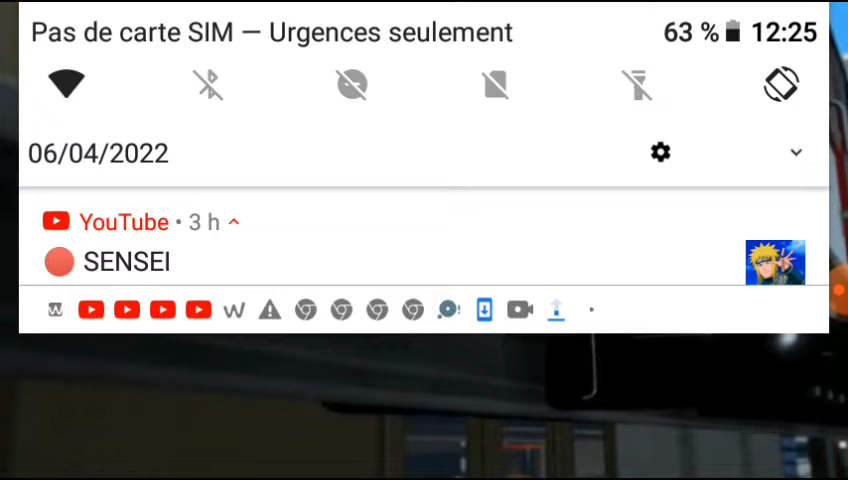 Pas de carte SIM — Urgences seulement 63 % 12:25
06/04/2022
YouTube • 3 h
🔴 SENSEI